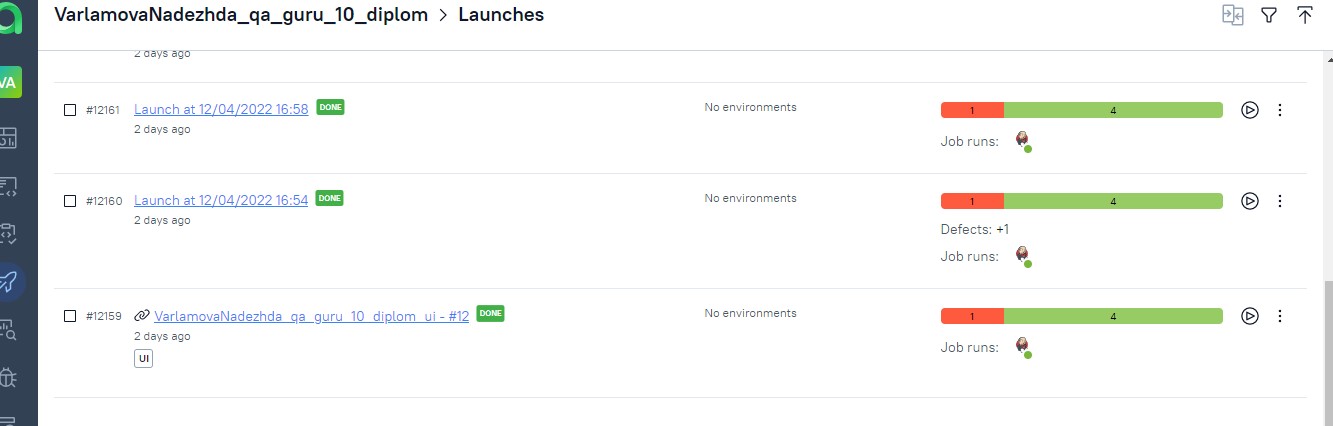 VarlamovaNadezhda_qa_guru_10_diplom > Launches
VA
2 days ago
#12161 Launch at 12/04/2022 16:58 DONE No environments 1 4
2 days ago
Job runs:
#12160 Launch at 12/04/2022 16:54 DONE No environments 1 4
2 days ago
Defects: +1
Job runs:
#12159 VarlamovaNadezhda_qa_guru_10_diplom_ui - #12 DONE No environments 1 4
2 days ago
Job runs:
UI